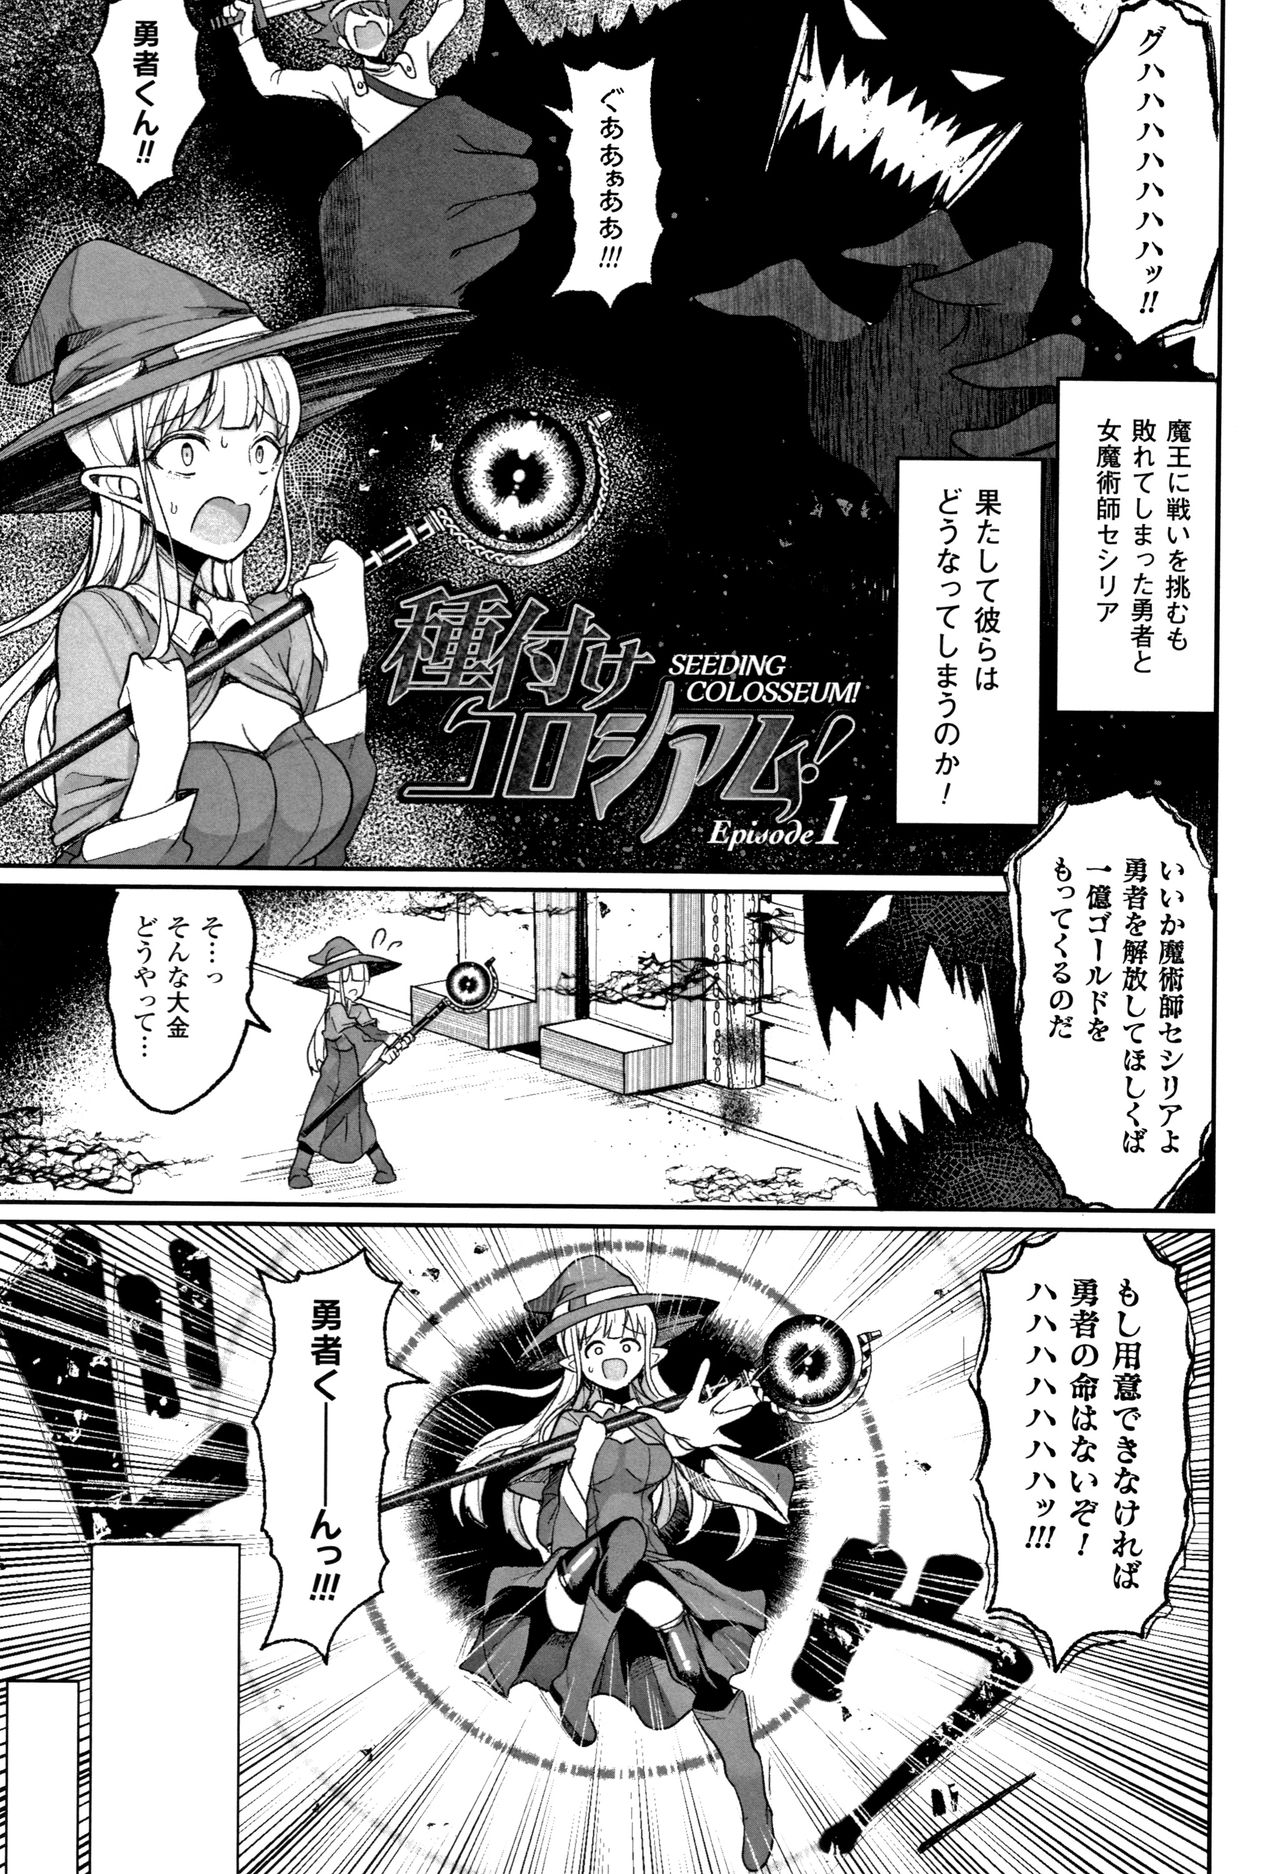 グハハハハハハハッ!!
ぐああぁああ!!!
勇者くん!!
魔王に戦いを挑むも
敗れてしまった勇者と
女魔術師セシリア
果たして彼らは
どうなってしまうのか!
種付け
コロシアム!
SEEDING
COLOSSEUM!
Episode 1
いいか魔術師セシリアよ
勇者を解放してほしくば
一億ゴールドを
もってくるのだ
そ…っ
そんな大金
どうやって…
もし用意できなければ
勇者の命はないぞ!
ハハハハハハハッ!!!
勇者く――んっ!!!